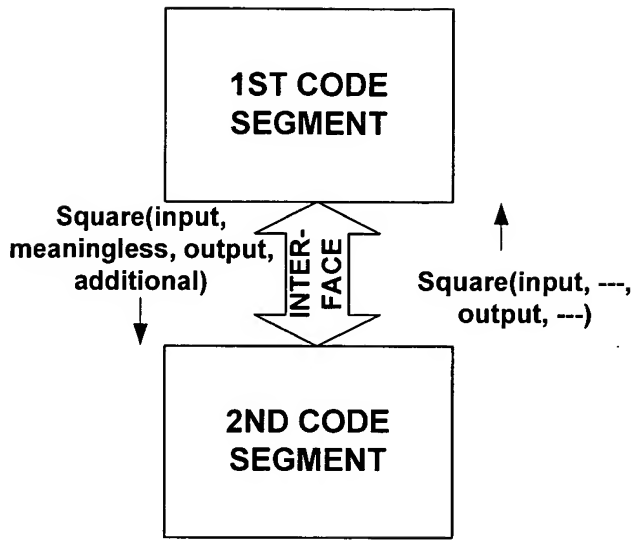 1ST CODE
SEGMENT
Square(input,
meaningless, output,
additional)
INTER-
FACE
Square(input, ---,
output, ---)
2ND CODE
SEGMENT